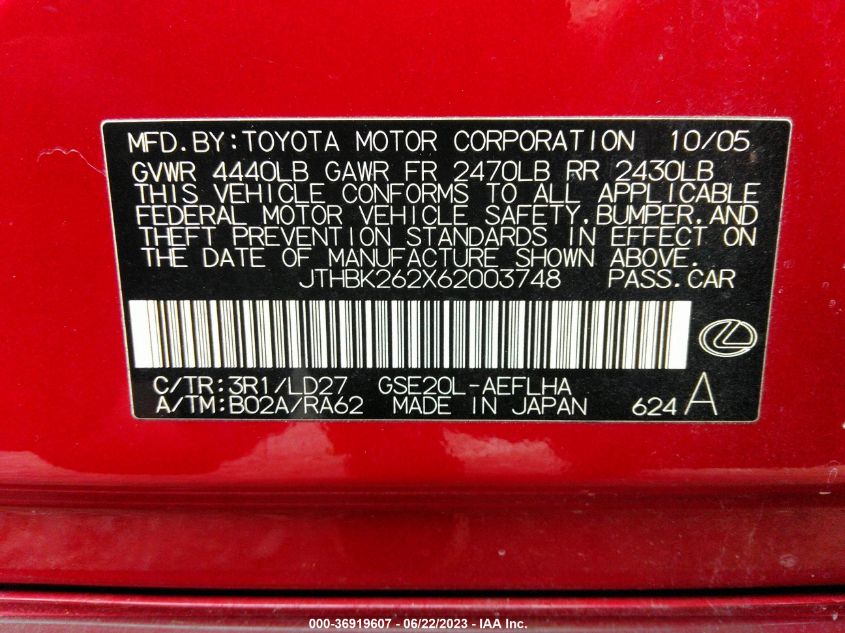 MFD.BY:TOYOTA MOTOR CORPORATION 10/05
GVWR 4440LB GAWR FR 2470LB RR 2430LB
THIS VEHICLE CONFORMS TO ALL APPLICABLE
FEDERAL MOTOR VEHICLE SAFETY,BUMPER,AND
THEFT PREVENTION STANDARDS IN EFFECT ON
THE DATE OF MANUFACTURE SHOWN ABOVE.
JTHBK262X62003748 PASS.CAR
C/TR:3R1/LD27 GSE20L-AEFLHA
A/TM:B02A/RA62 MADE IN JAPAN 624 A
000-36919607 - 06/22/2023 - IAA Inc.